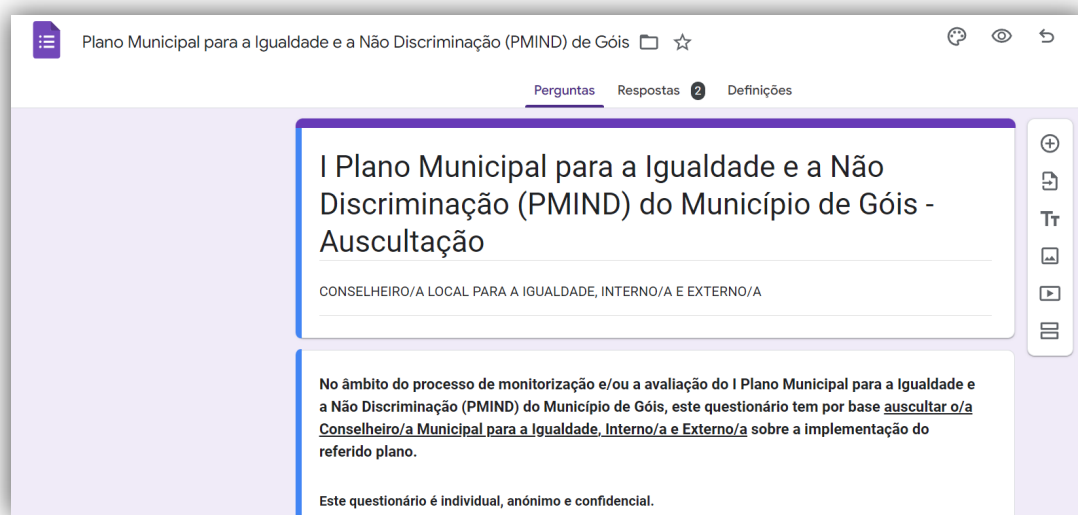 Plano Municipal para a Igualdade e a Não Discriminação (PMIND) de Góis
Perguntas Respostas 2 Definições
I Plano Municipal para a Igualdade e a Não
Discriminação (PMIND) do Município de Góis -
Auscultação
CONSELHEIRO/A LOCAL PARA A IGUALDADE, INTERNO/A E EXTERNO/A
No âmbito do processo de monitorização e/ou a avaliação do I Plano Municipal para a Igualdade e
a Não Discriminação (PMIND) do Município de Góis, este questionário tem por base auscultar o/a
Conselheiro/a Municipal para a Igualdade, Interno/a e Externo/a sobre a implementação do
referido plano.
Este questionário é individual, anónimo e confidencial.
Tт